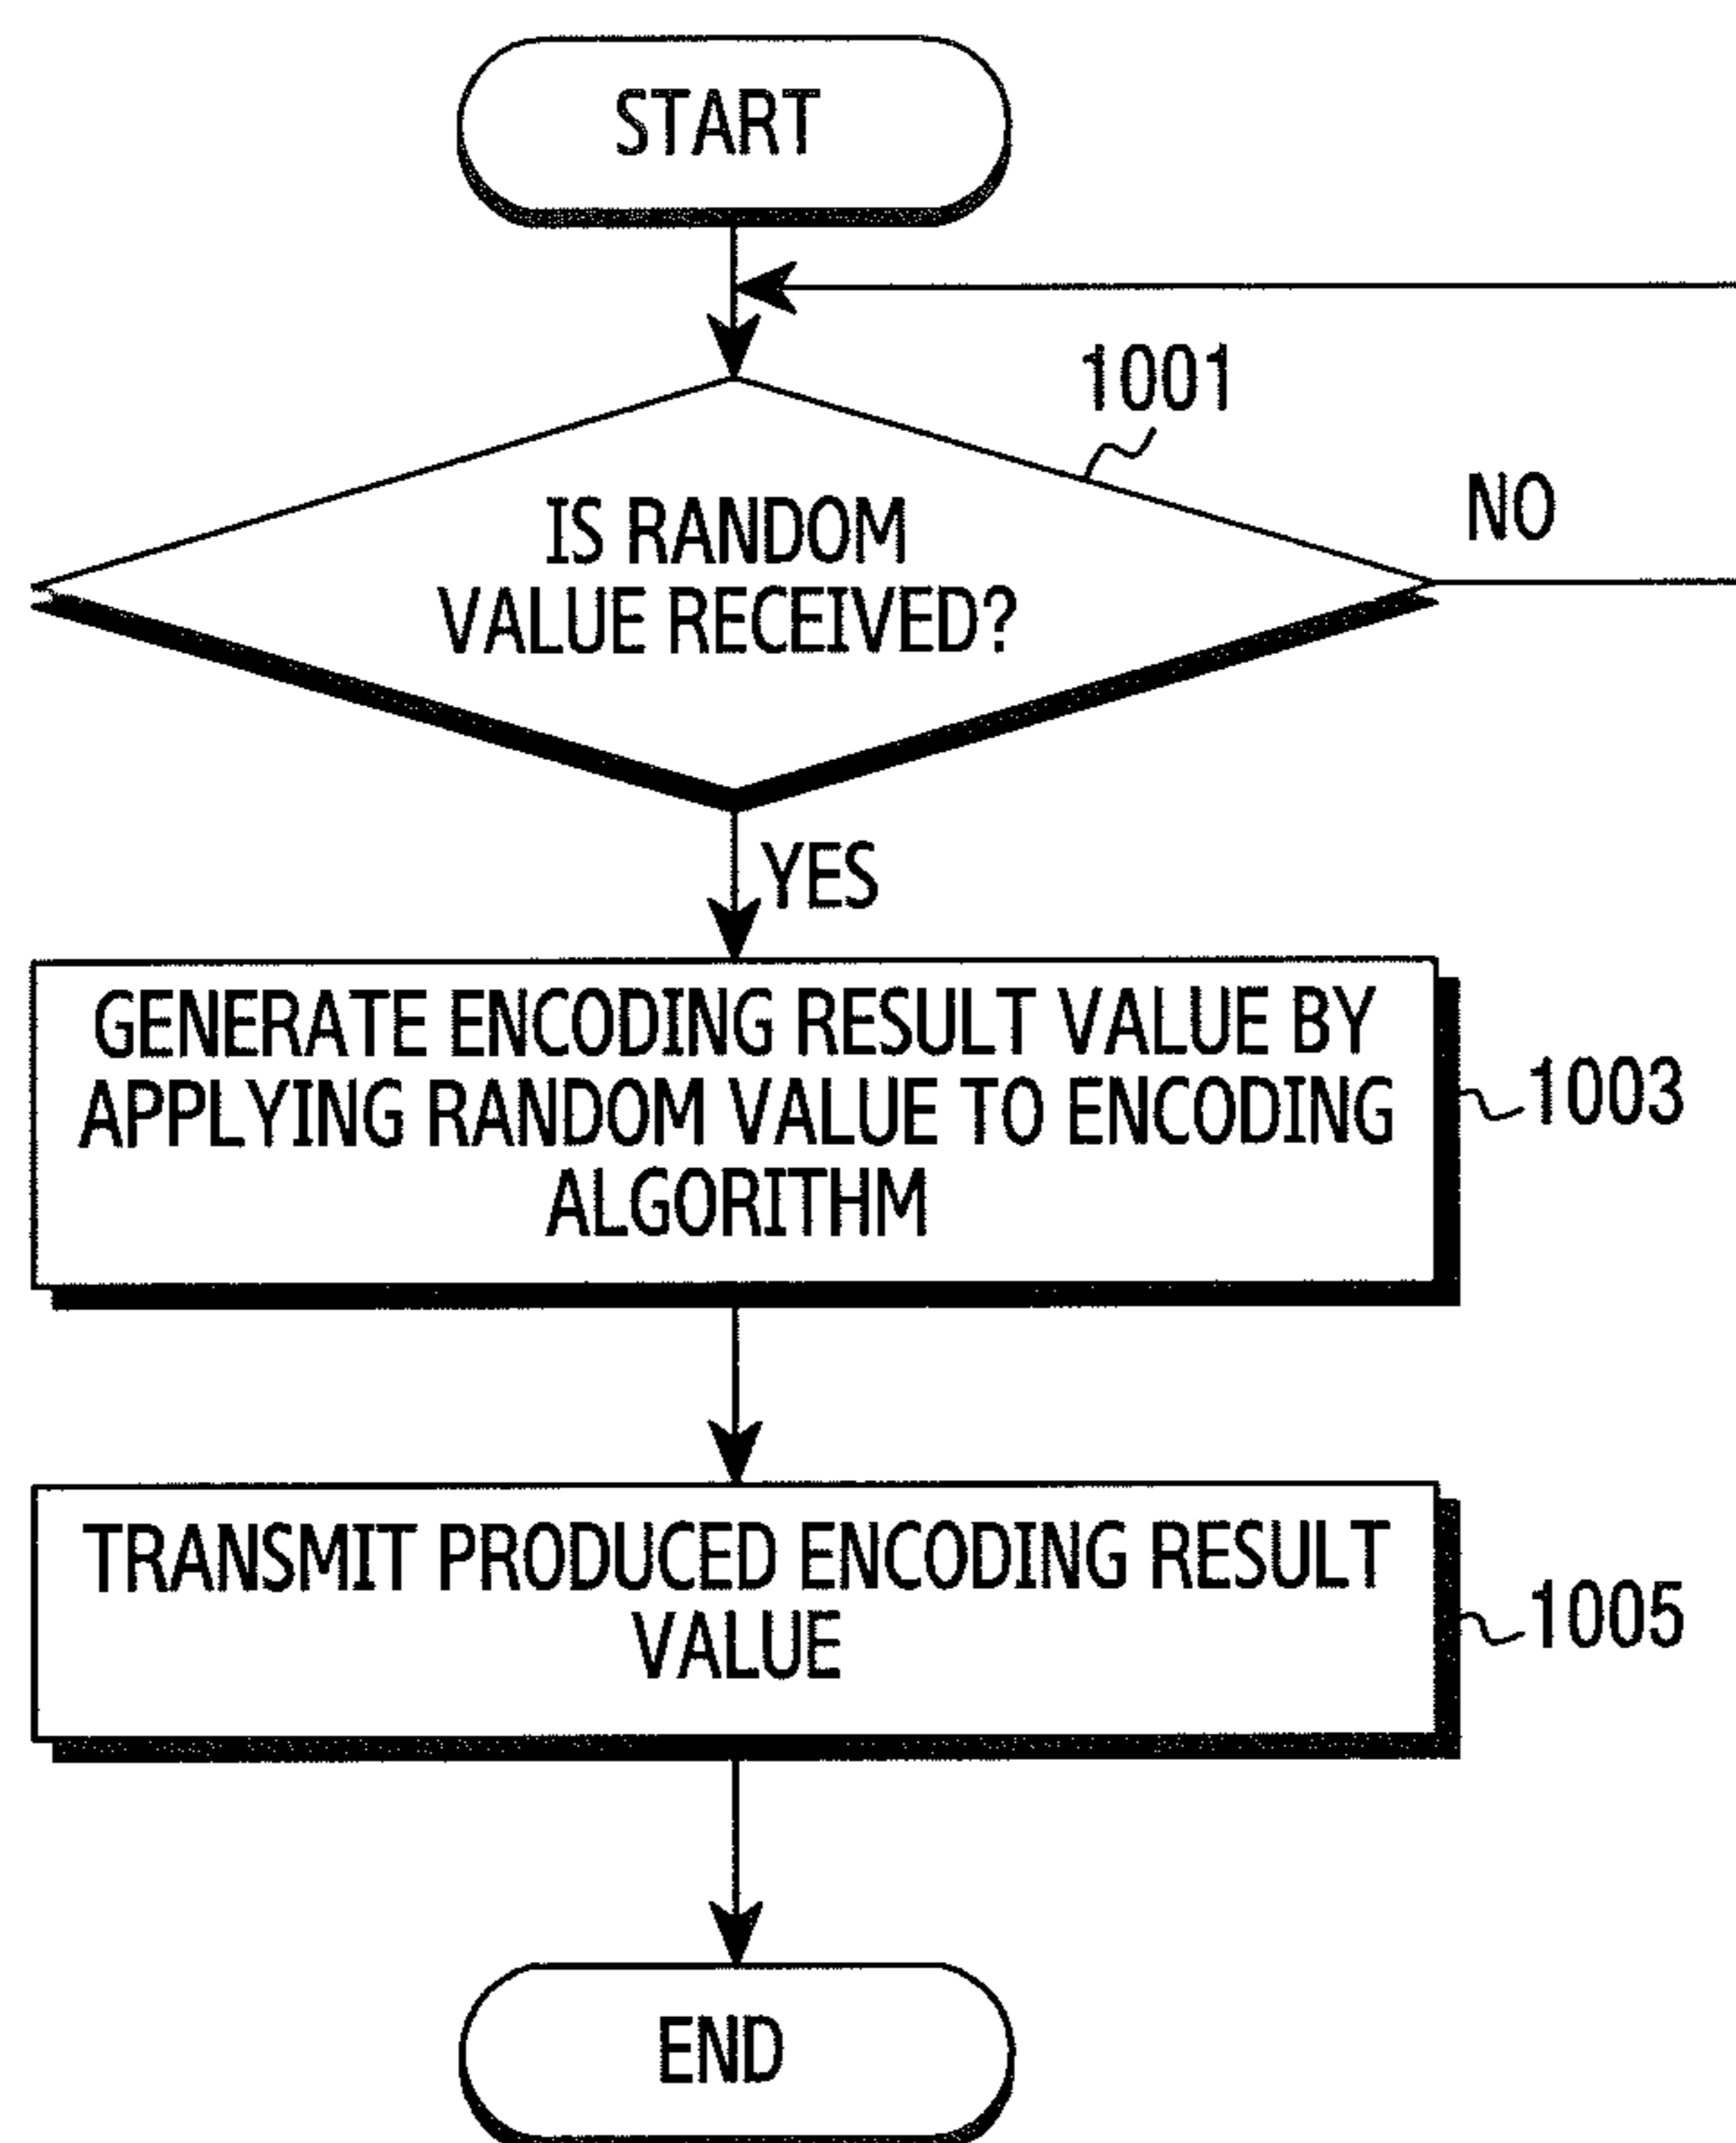 START
1001
IS RANDOM
VALUE RECEIVED?
NO
YES
GENERATE ENCODING RESULT VALUE BY
APPLYING RANDOM VALUE TO ENCODING
ALGORITHM
1003
TRANSMIT PRODUCED ENCODING RESULT
VALUE
1005
END